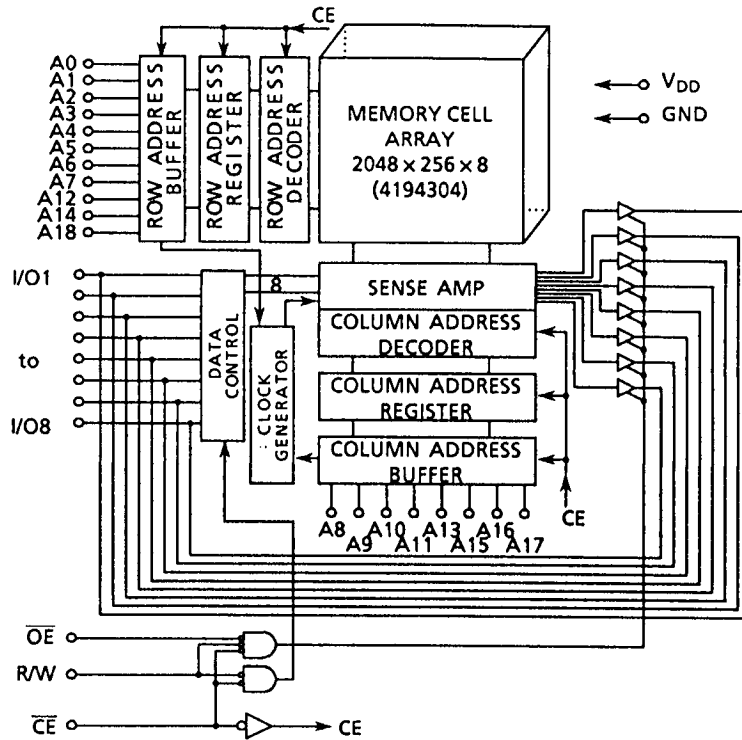 CE
A0
A1
A2
A3
A4
A5
A6
A7
A12
A14
A18
ROW ADDRESS
BUFFER
ROW ADDRESS
REGISTER
ROW ADDRESS
DECODER
MEMORY CELL
ARRAY
2048 × 256 × 8
(4194304)
VDD
GND
I/O1
to
I/O8
DATA
CONTROL
8
CLOCK
GENERATOR
SENSE AMP
COLUMN ADDRESS
DECODER
COLUMN ADDRESS
REGISTER
COLUMN ADDRESS
BUFFER
CE
A8
A9
A10
A11
A13
A15
A16
A17
O̅E̅
R/W
C̅E̅
CE